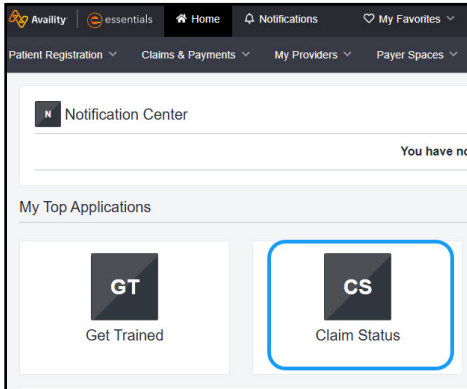 Availity essentials Home Notifications My Favorites
Patient Registration Claims & Payments My Providers Payer Spaces
N Notification Center
You have no
My Top Applications
GT CS
Get Trained Claim Status